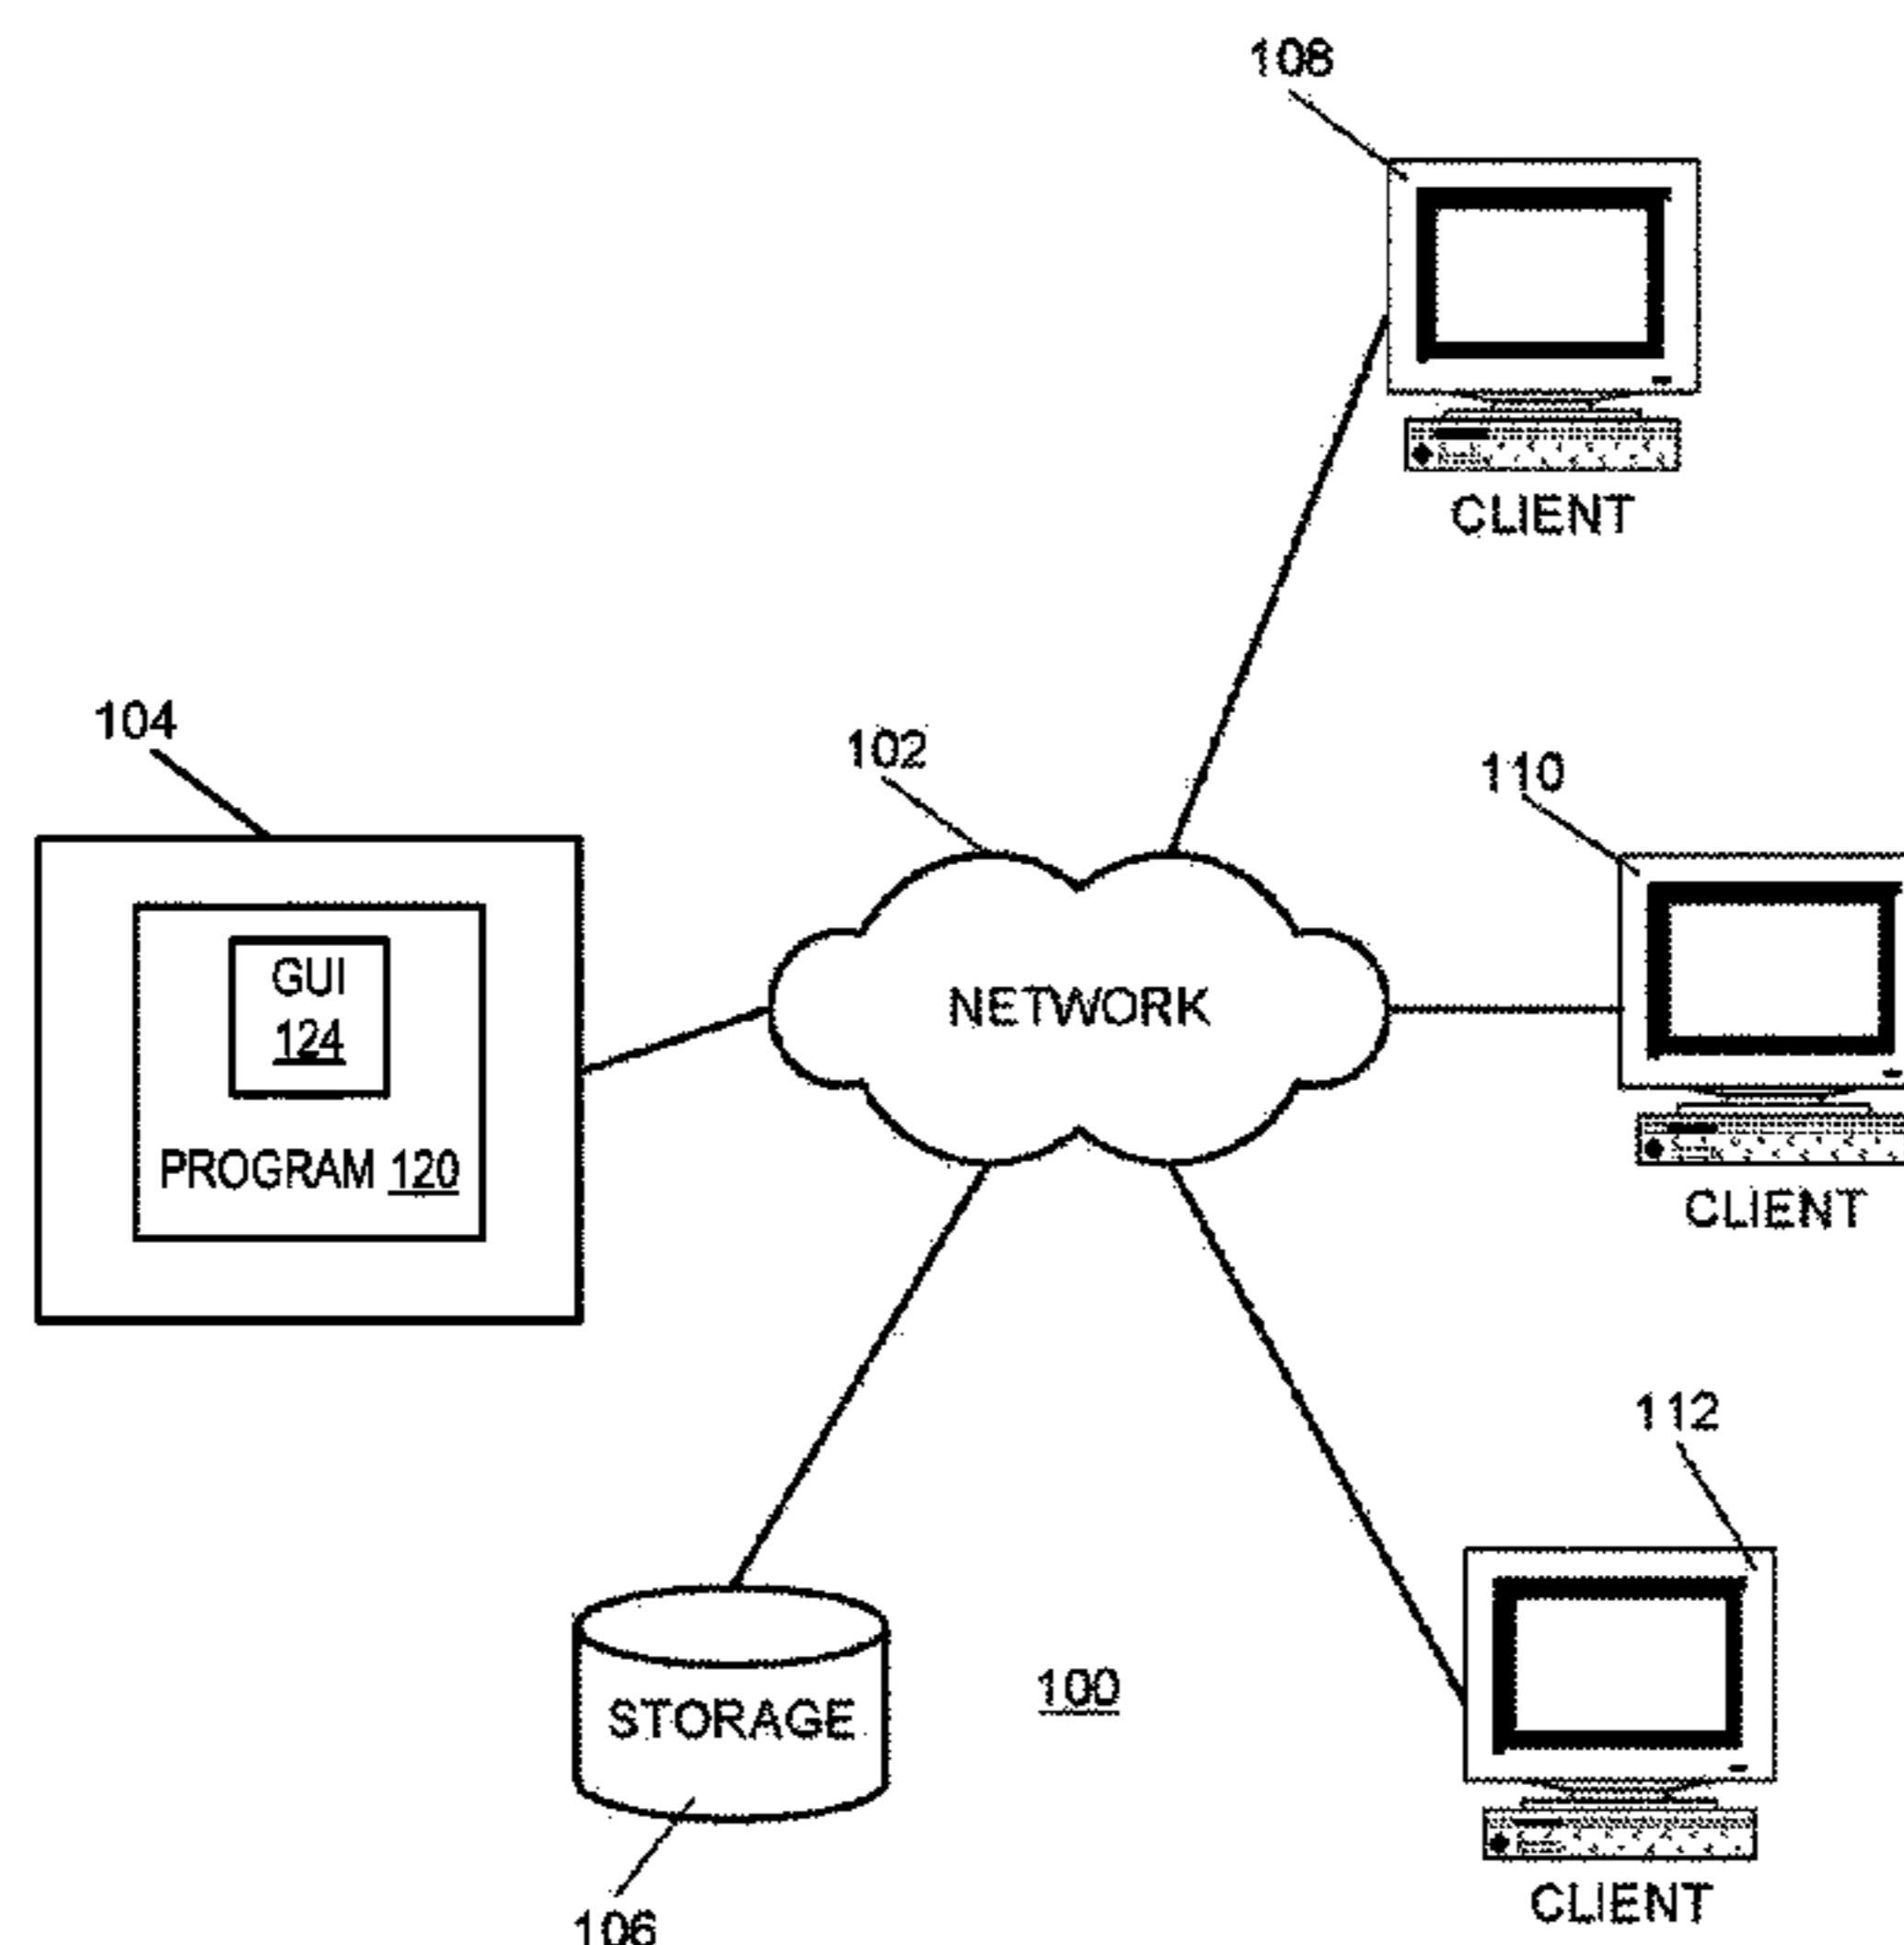 108
CLIENT
104
102
110
GUI
124
PROGRAM 120
NETWORK
CLIENT
112
STORAGE
100
106
CLIENT